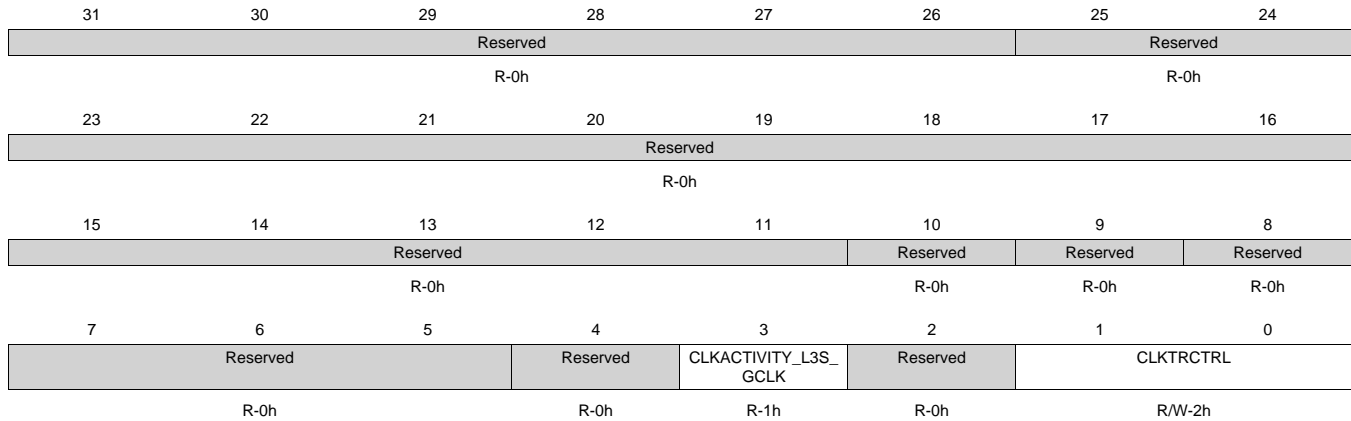 31 30 29 28 27 26 25 24
Reserved Reserved
R-0h R-0h
23 22 21 20 19 18 17 16
Reserved
R-0h
15 14 13 12 11 10 9 8
Reserved Reserved Reserved Reserved
R-0h R-0h R-0h R-0h
7 6 5 4 3 2 1 0
Reserved Reserved CLKACTIVITY_L3S_ Reserved CLKTRCTRL
GCLK
R-0h R-0h R-1h R-0h R/W-2h